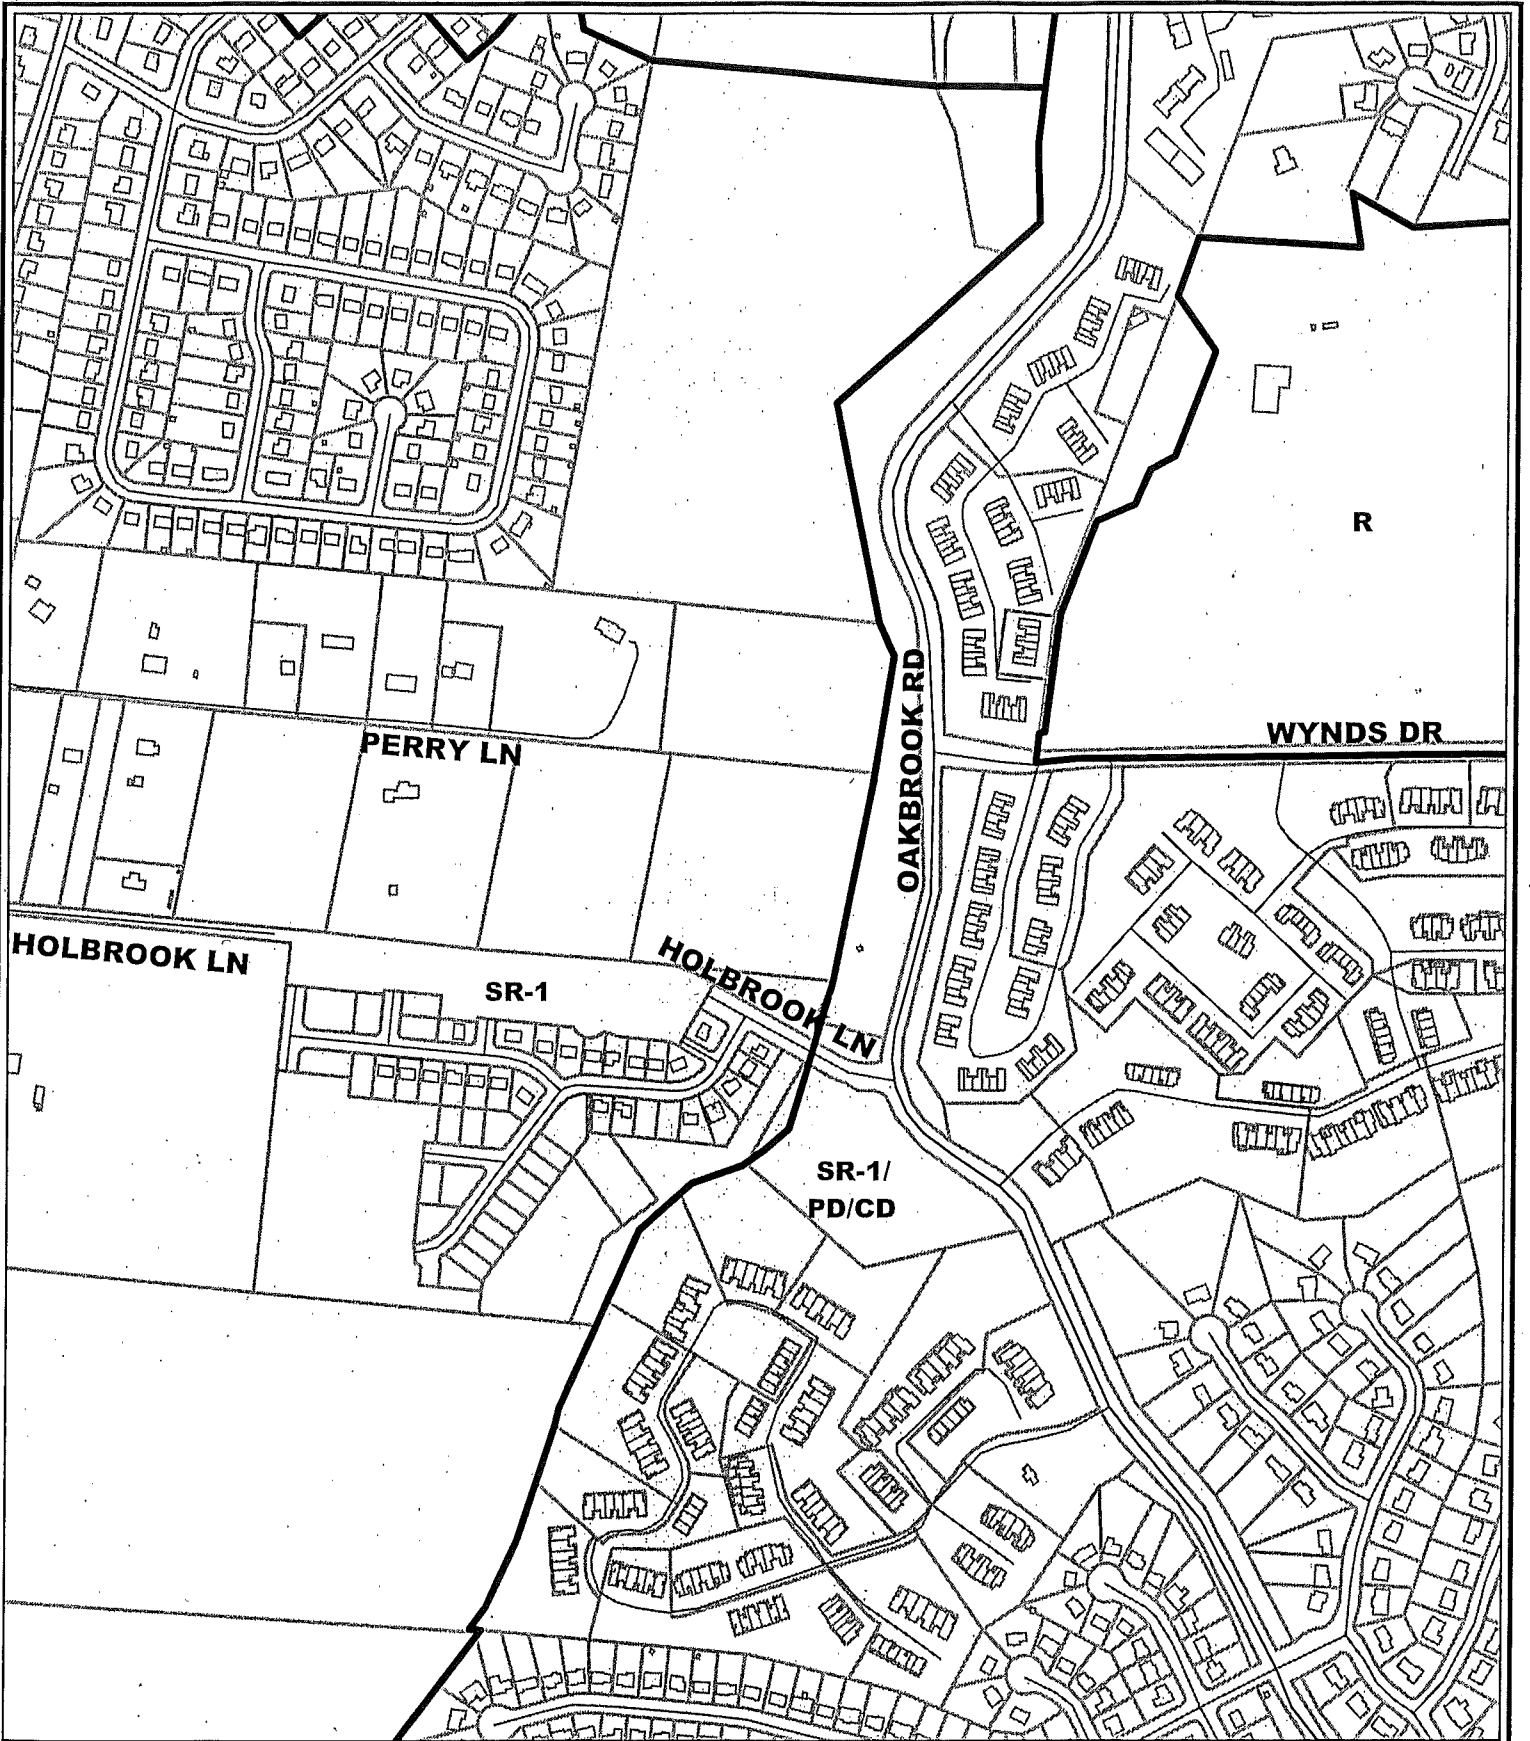 R
OAKBROOK RD
WYNDS DR
PERRY LN
HOLBROOK LN
HOLBROOK LN
SR-1
SR-1/
PD/CD